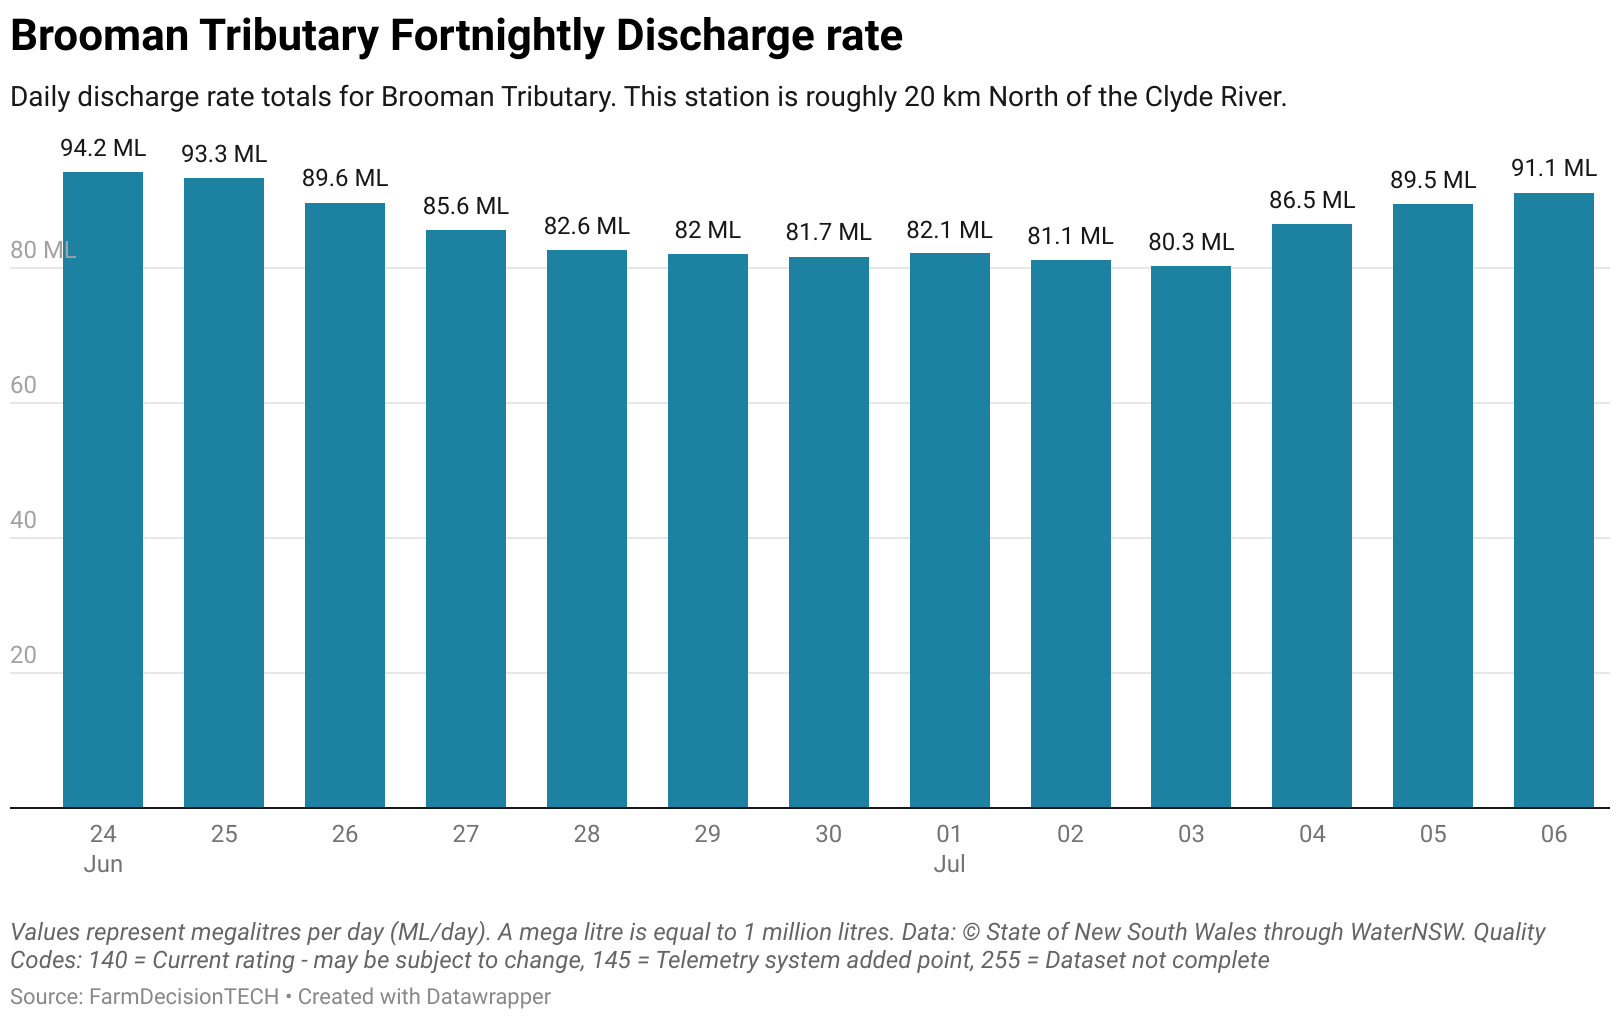 Brooman Tributary Fortnightly Discharge rate
Daily discharge rate totals for Brooman Tributary. This station is roughly 20 km North of the Clyde River.
94.2 ML
93.3 ML
89.6 ML
85.6 ML
82.6 ML
82 ML
81.7 ML
82.1 ML
81.1 ML
80.3 ML
86.5 ML
89.5 ML
91.1 ML
80 ML
60
40
20
24 25 26 27 28 29 30 01 02 03 04 05 06
Jun Jul
Values represent megalitres per day (ML/day). A mega litre is equal to 1 million litres. Data: © State of New South Wales through WaterNSW. Quality
Codes: 140 = Current rating - may be subject to change, 145 = Telemetry system added point, 255 = Dataset not complete
Source: FarmDecisionTECH • Created with Datawrapper